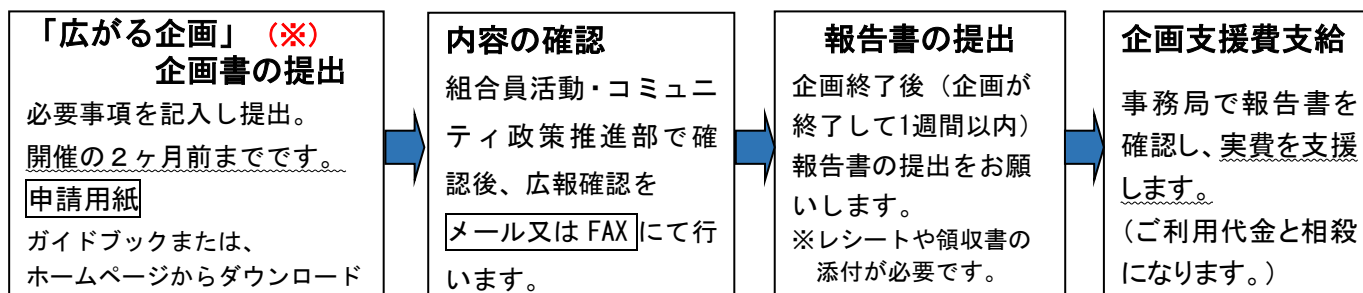 「広がる企画」（※）
企画書の提出
必要事項を記入し提出。
開催の２ヶ月前までです。
申請用紙
ガイドブックまたは、
ホームページからダウンロード
内容の確認
組合員活動・コミュニ
ティ政策推進部で確
認後、広報確認を
メール又は FAX にて行
います。
報告書の提出
企画終了後（企画が
終了して1週間以内）
報告書の提出をお願
いします。
※レシートや領収書の
添付が必要です。
企画支援費支給
事務局で報告書を
確認し、実費を支援
します。
（ご利用代金と相殺
になります。）